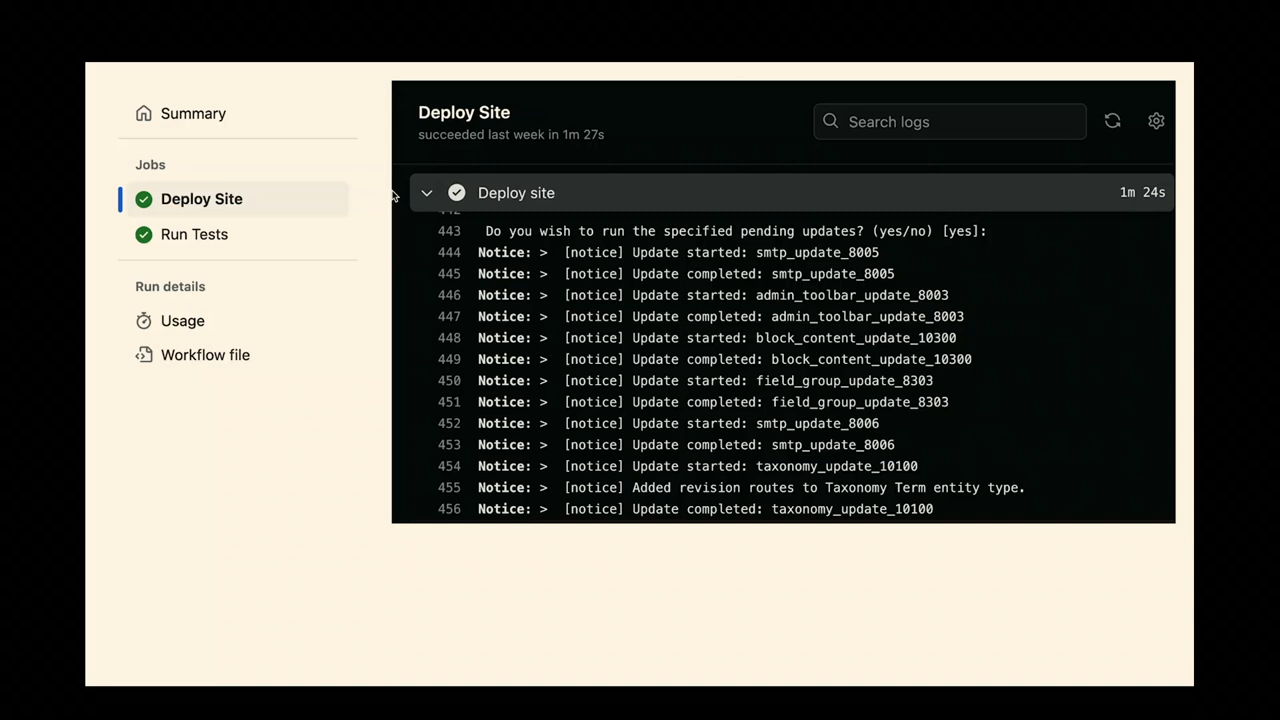 Summary
Jobs
Deploy Site
Run Tests
Run details
Usage
Workflow file
Deploy Site
succeeded last week in 1m 27s
Search logs
Deploy site 1m 24s
443 Do you wish to run the specified pending updates? (yes/no) [yes]:
444 Notice: > [notice] Update started: smtp_update_8005
445 Notice: > [notice] Update completed: smtp_update_8005
446 Notice: > [notice] Update started: admin_toolbar_update_8003
447 Notice: > [notice] Update completed: admin_toolbar_update_8003
448 Notice: > [notice] Update started: block_content_update_10300
449 Notice: > [notice] Update completed: block_content_update_10300
450 Notice: > [notice] Update started: field_group_update_8303
451 Notice: > [notice] Update completed: field_group_update_8303
452 Notice: > [notice] Update started: smtp_update_8006
453 Notice: > [notice] Update completed: smtp_update_8006
454 Notice: > [notice] Update started: taxonomy_update_10100
455 Notice: > [notice] Added revision routes to Taxonomy Term entity type.
456 Notice: > [notice] Update completed: taxonomy_update_10100